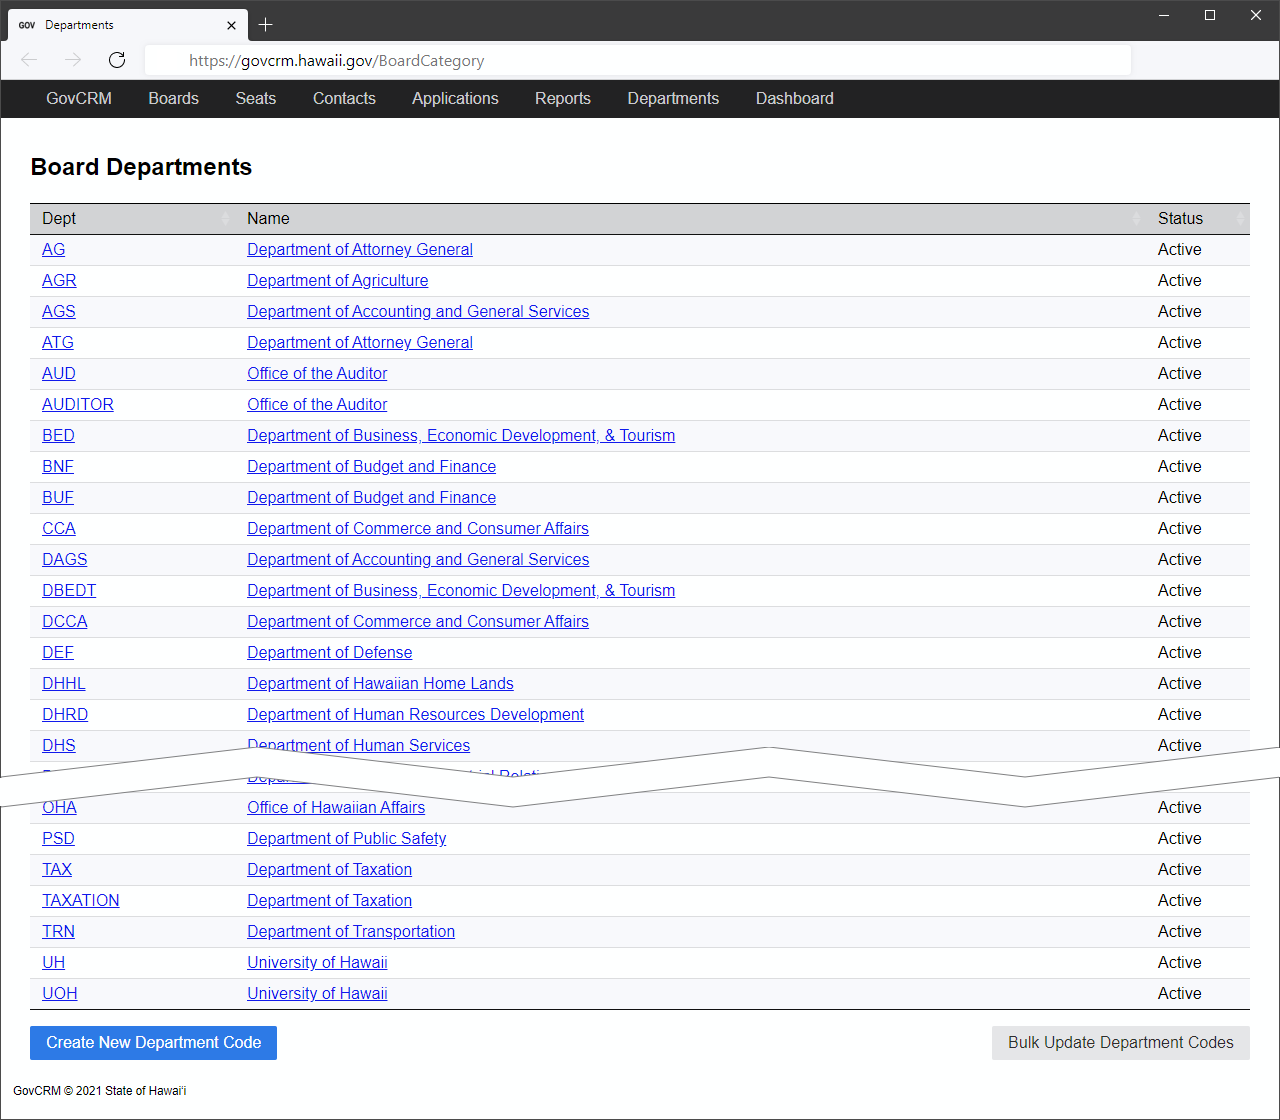 GOV Departments
https://govcrm.hawaii.gov/BoardCategory
GovCRM Boards Seats Contacts Applications Reports Departments Dashboard
Board Departments
Dept Name Status
AG Department of Attorney General Active
AGR Department of Agriculture Active
AGS Department of Accounting and General Services Active
ATG Department of Attorney General Active
AUD Office of the Auditor Active
AUDITOR Office of the Auditor Active
BED Department of Business, Economic Development, & Tourism Active
BNF Department of Budget and Finance Active
BUF Department of Budget and Finance Active
CCA Department of Commerce and Consumer Affairs Active
DAGS Department of Accounting and General Services Active
DBEDT Department of Business, Economic Development, & Tourism Active
DCCA Department of Commerce and Consumer Affairs Active
DEF Department of Defense Active
DHHL Department of Hawaiian Home Lands Active
DHRD Department of Human Resources Development Active
DHS Department of Human Services Active
OHA Office of Hawaiian Affairs Active
PSD Department of Public Safety Active
TAX Department of Taxation Active
TAXATION Department of Taxation Active
TRN Department of Transportation Active
UH University of Hawaii Active
UOH University of Hawaii Active
Create New Department Code Bulk Update Department Codes
GovCRM © 2021 State of Hawaiʻi